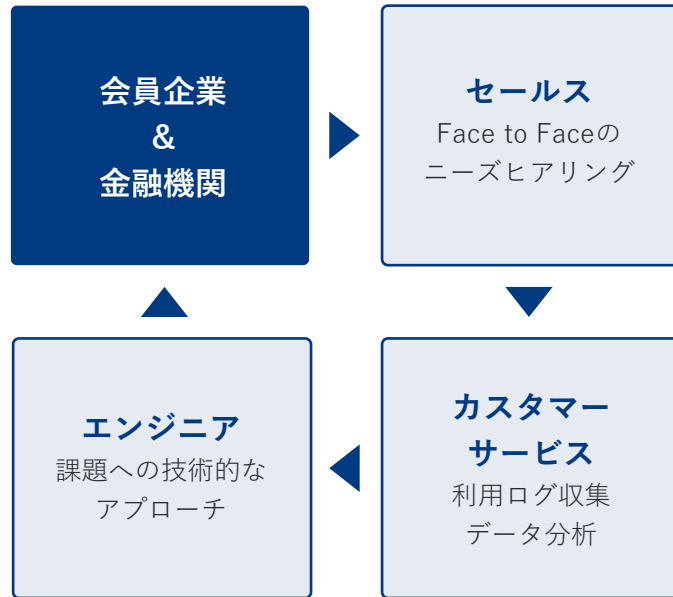 会員企業
&
金融機関
セールス
Face to Faceの
ニーズヒアリング
エンジニア
課題への技術的な
アプローチ
カスタマー
サービス
利用ログ収集
データ分析